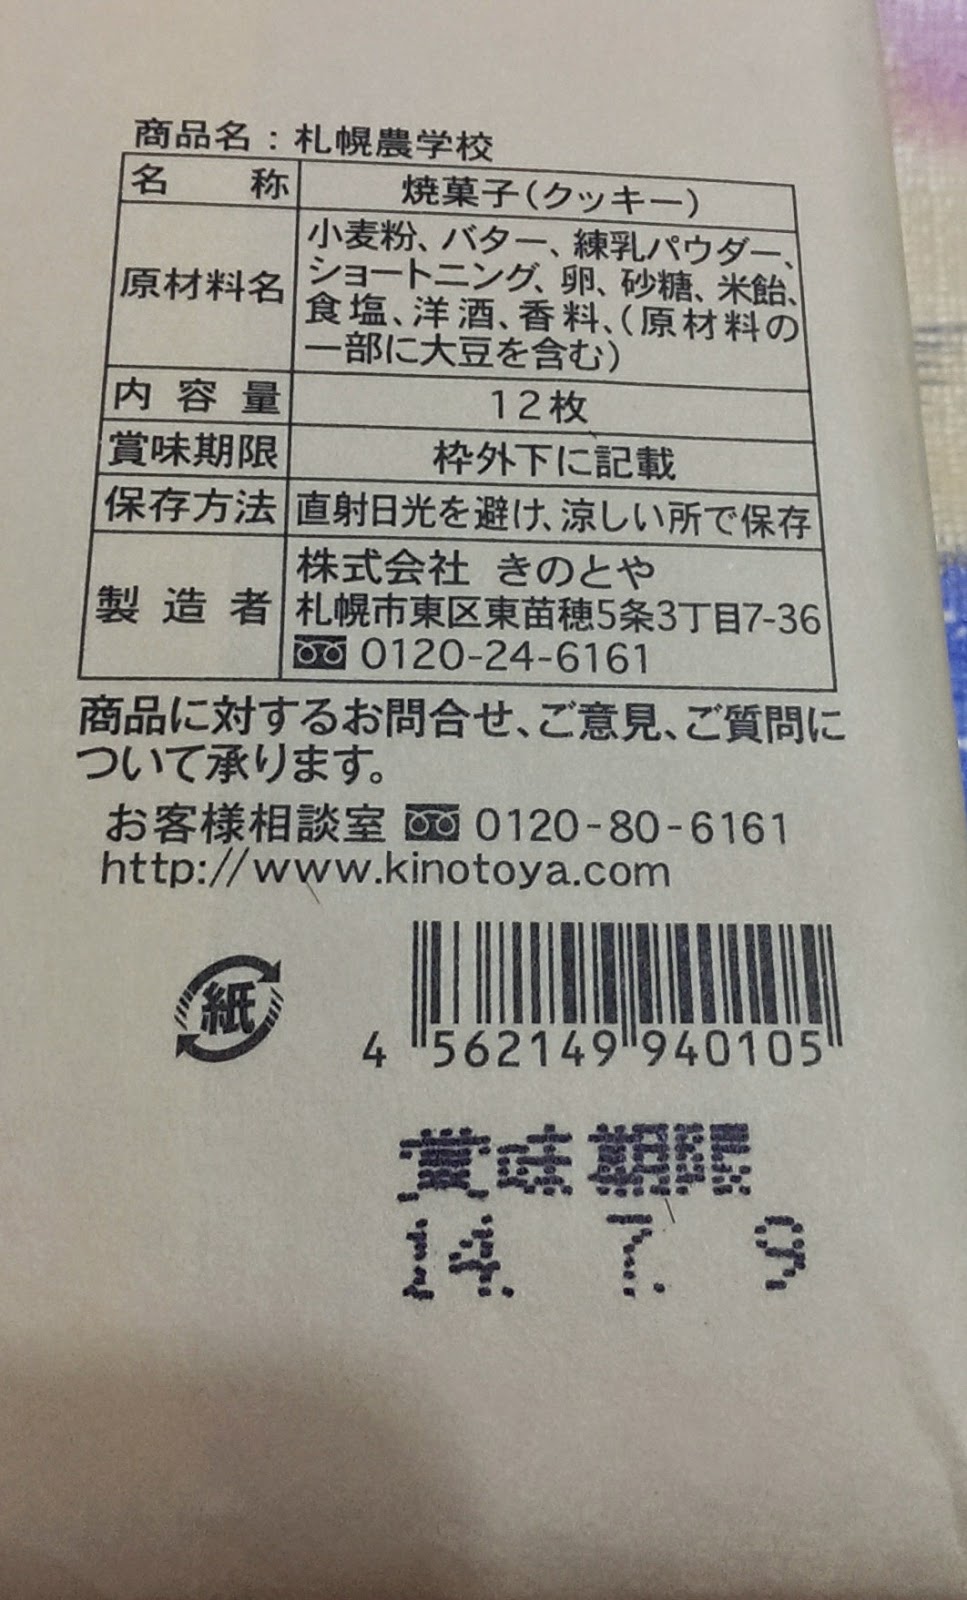 商品名：札幌農学校
名称 焼菓子(クッキー)
原材料名 小麦粉、バター、練乳パウダー、
ショートニング、卵、砂糖、米飴、
食塩、洋酒、香料、(原材料の
一部に大豆を含む)
内容量 12枚
賞味期限 枠外下に記載
保存方法 直射日光を避け、涼しい所で保存
製造者 株式会社 きのとや
札幌市東区東苗穂5条3丁目7-36
0120-24-6161
商品に対するお問合せ、ご意見、ご質問に
ついて承ります。
お客様相談室 0120-80-6161
http://www.kinotoya.com
紙
4 562149 940105
賞味期限
14. 7. 9